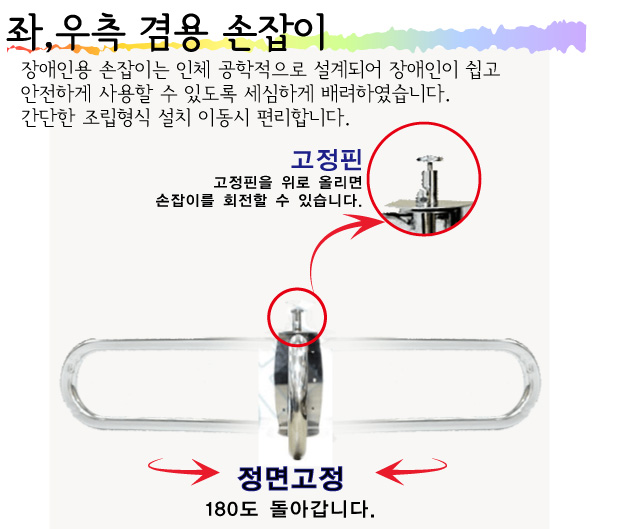 좌,우측 겸용 손잡이
장애인용 손잡이는 인체 공학적으로 설계되어 장애인이 쉽고
안전하게 사용할 수 있도록 세심하게 배려하였습니다.
간단한 조립형식 설치 이동시 편리합니다.
고정핀
고정핀을 위로 올리면
손잡이를 회전할 수 있습니다.
정면고정
180도 돌아갑니다.